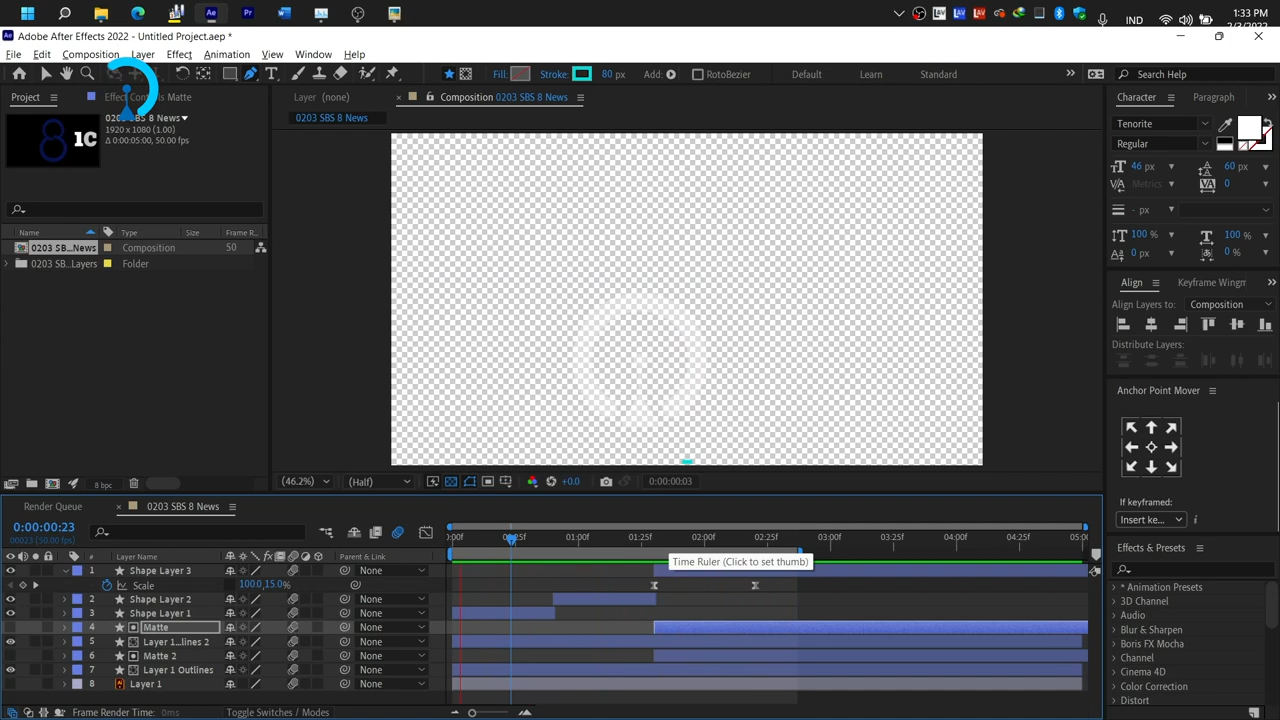 1:33 PM
IND
2/3/2022
Adobe After Effects 2022 - Untitled Project.aep *
File Edit Composition Layer Effect Animation View Window Help
Fill: Stroke: 80 px Add: RotoBezier Default Learn Standard Search Help
Project Effect Controls Matte
Layer (none) Composition 0203 SBS 8 News
Character Paragraph
0203 SBS 8 News
1920 x 1080 (1.00)
Δ 0:00:05:00, 50.00 fps
1C
0203 SBS 8 News
Tenorite
Regular
46 px 60 px
Metrics 0
- px
100 % 100 %
0 px 0 %
Name Type Size Frame R..
0203 SB...News Composition 50
0203 SB...Layers Folder
Align Keyframe Wingm
Align Layers to: Composition
Distribute Layers:
Anchor Point Mover
If keyframed:
Insert ke...
8 bpc
(46.2%) (Half) +0.0 0:00:00:03
Render Queue 0203 SBS 8 News
0:00:00:23
00023 (50.00 fps)
0:00f 00:25f 01:00f 01:25f 02:00f 02:25f 03:00f 03:25f 04:00f 04:25f 05:0
# Layer Name Parent & Link
Time Ruler (Click to set thumb)
1 Shape Layer 3 None
Scale 100.0,15.0%
2 Shape Layer 2 None
3 Shape Layer 1 None
4 Matte None
5 Layer 1...lines 2 None
6 Matte 2 None
7 Layer 1 Outlines None
8 Layer 1 None
Effects & Presets
* Animation Presets
3D Channel
Audio
Blur & Sharpen
Boris FX Mocha
Channel
Cinema 4D
Color Correction
Distort
Frame Render Time: 0ms Toggle Switches / Modes